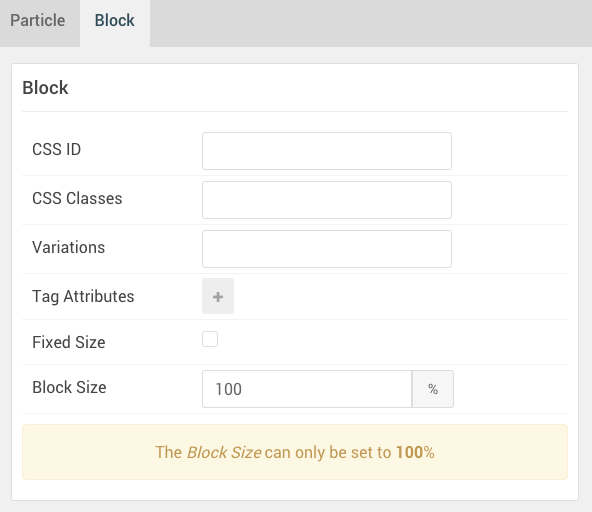 Particle Block
Block
CSS ID
CSS Classes
Variations
Tag Attributes
+
Fixed Size
Block Size 100 %
The Block Size can only be set to 100%